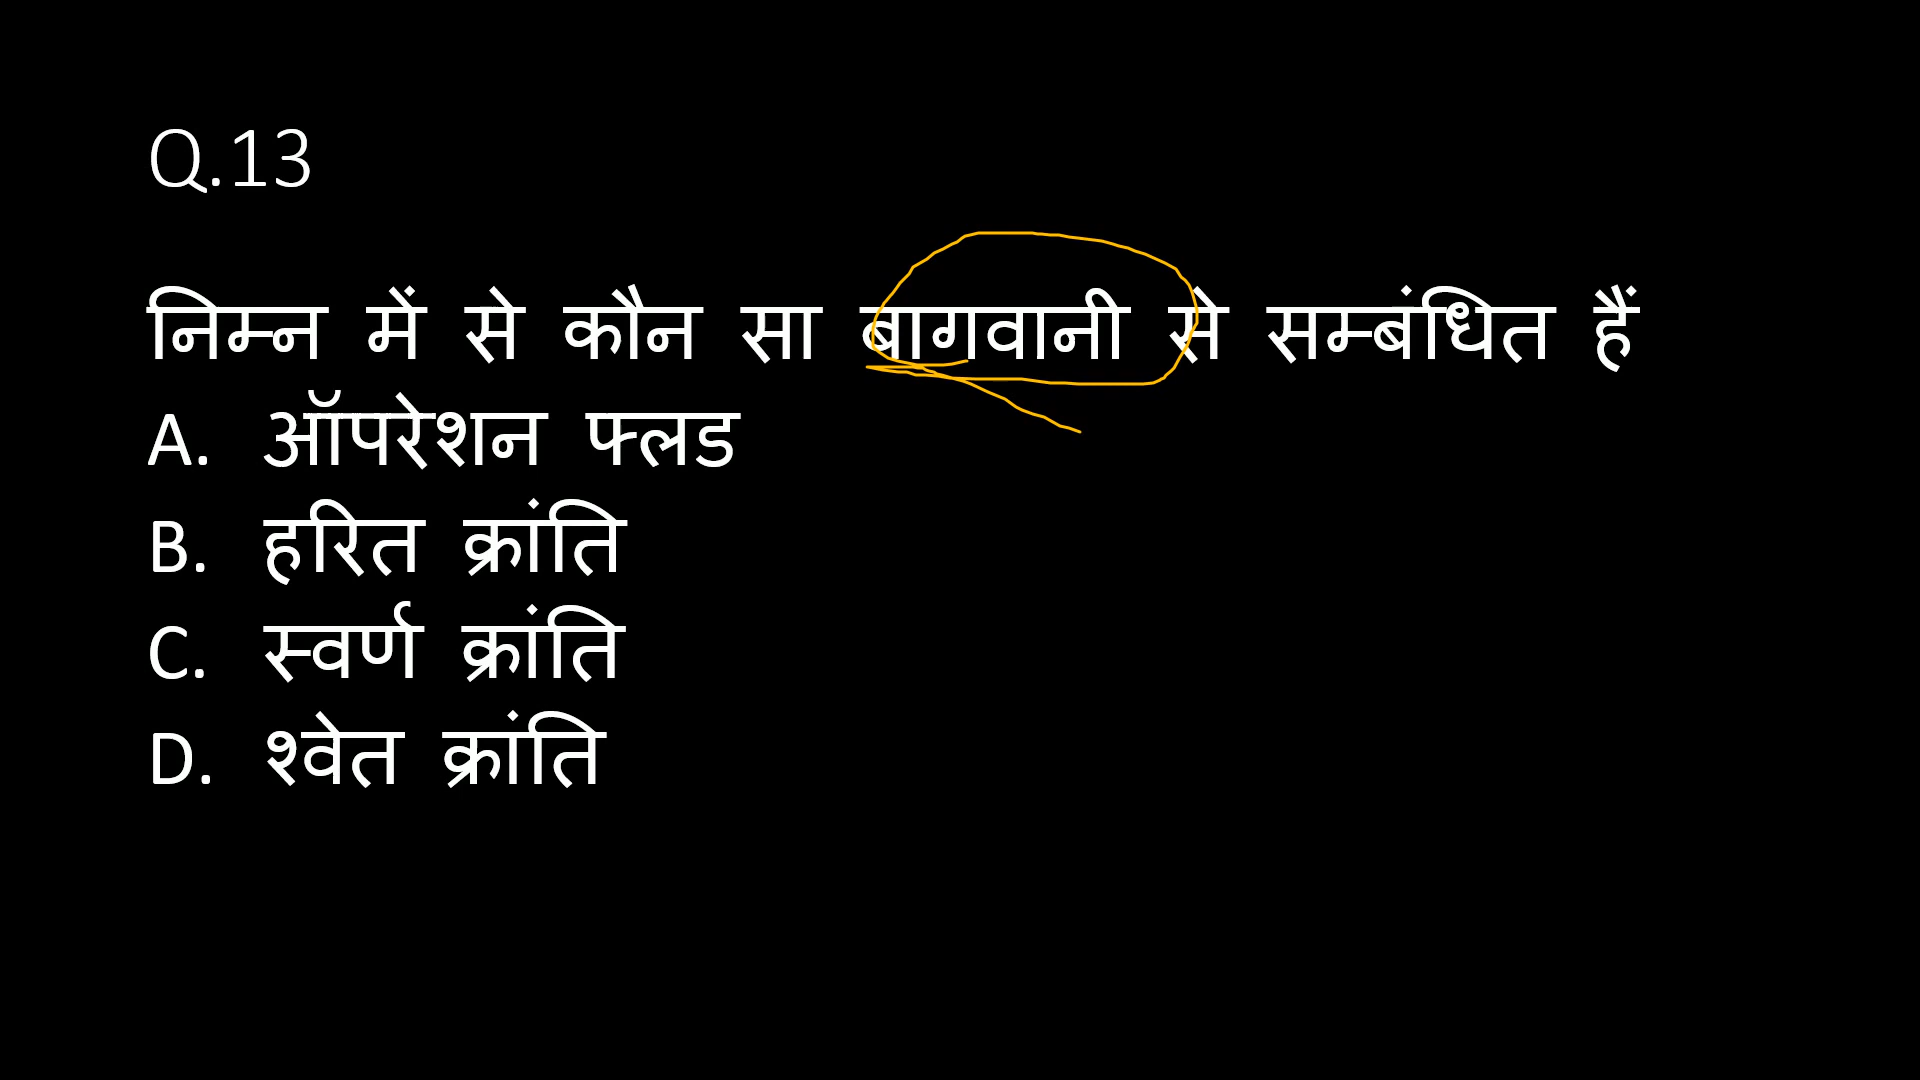 Q.13
निम्न में से कौन सा बागवानी से सम्बंधित हैं
A. ऑपरेशन फ्लड
B. हरित क्रांति
C. स्वर्ण क्रांति
D. श्वेत क्रांति